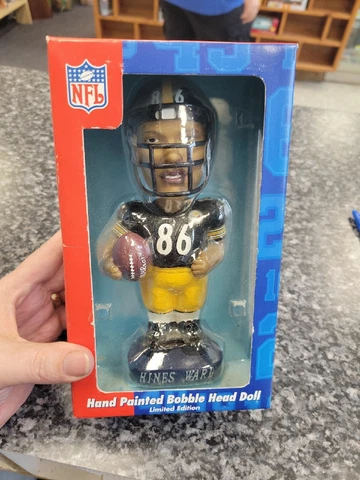 NFL
6
86
HINES WARD
Hand Painted Bobble Head Doll
Limited Edition